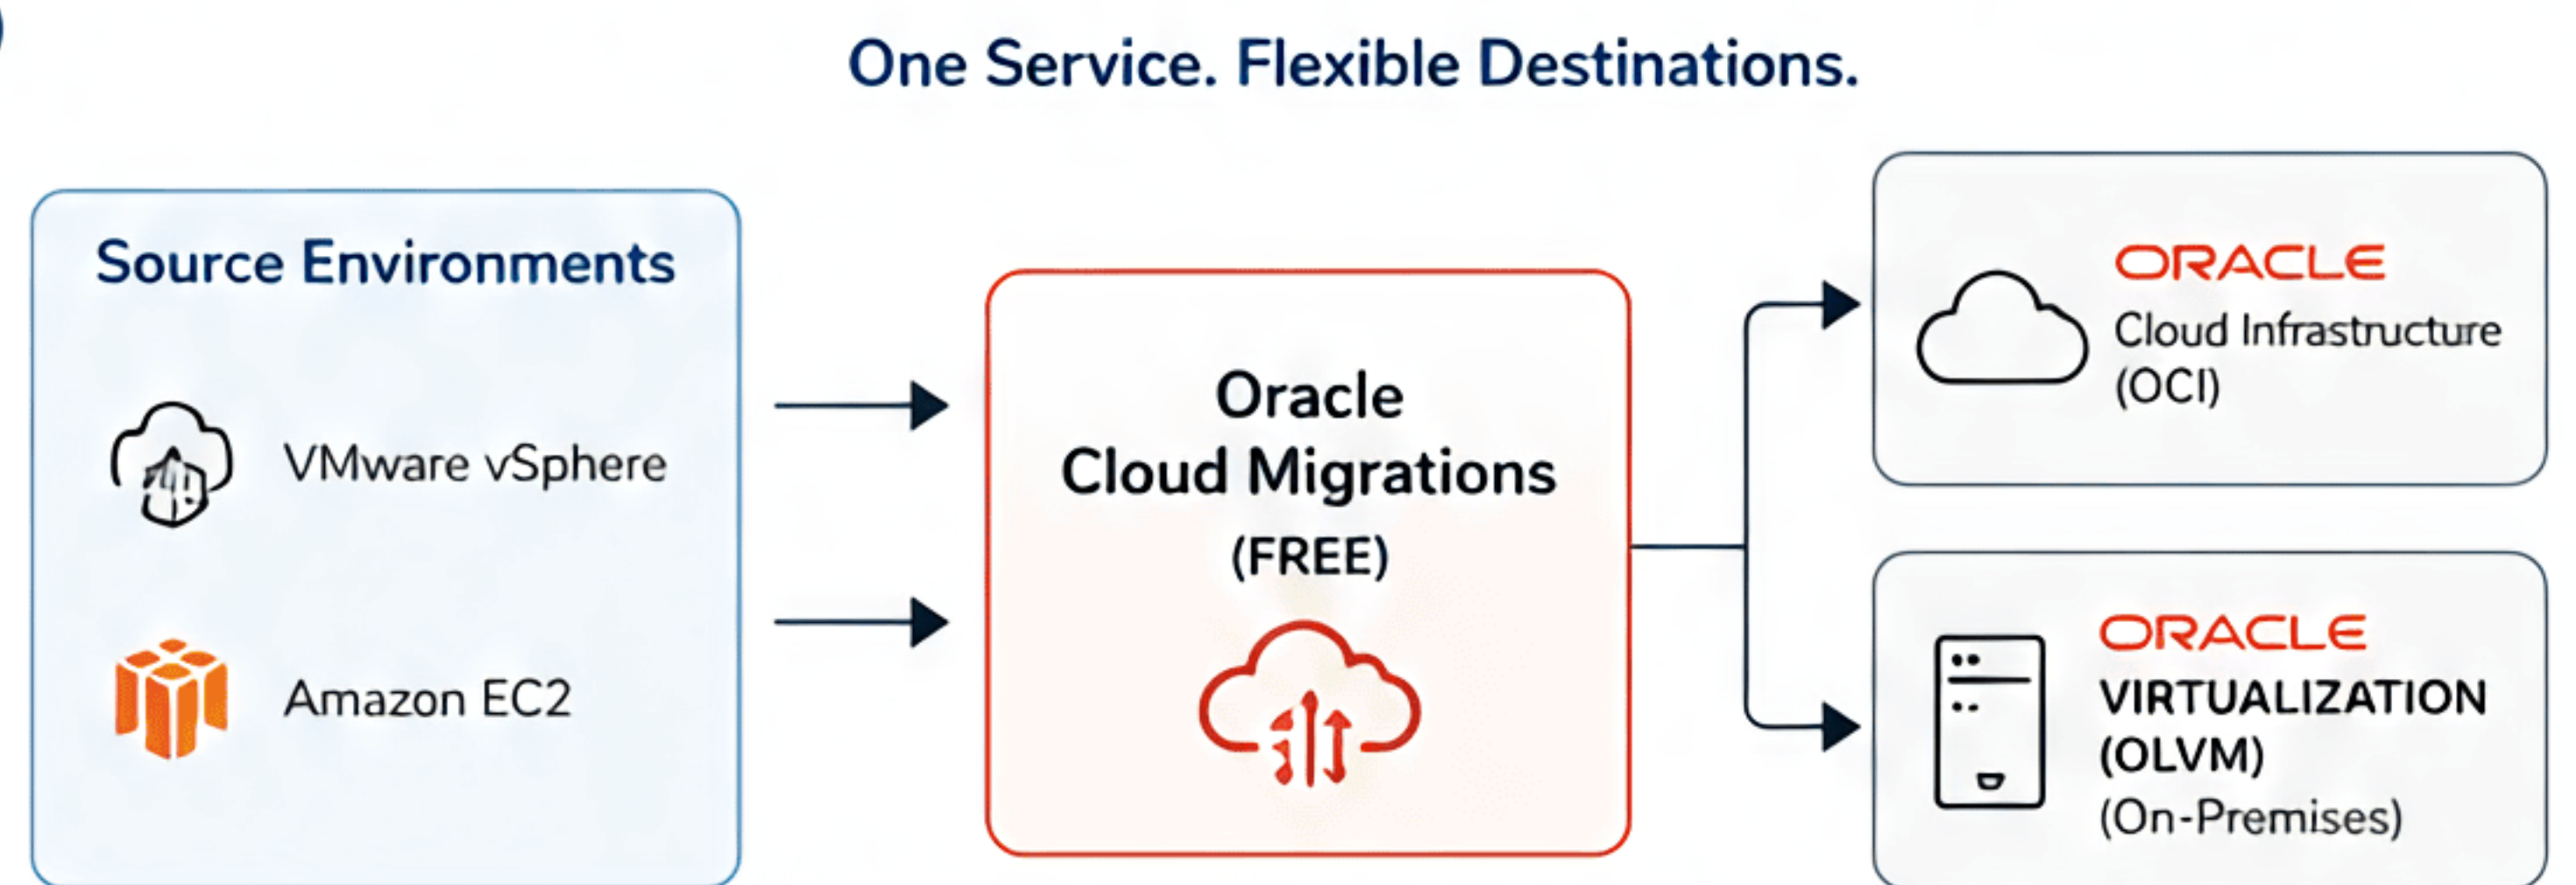 One Service. Flexible Destinations.
Source Environments
VMware vSphere
Amazon EC2
Oracle
Cloud Migrations
(FREE)
ORACLE
Cloud Infrastructure
(OCI)
ORACLE
VIRTUALIZATION
(OLVM)
(On-Premises)